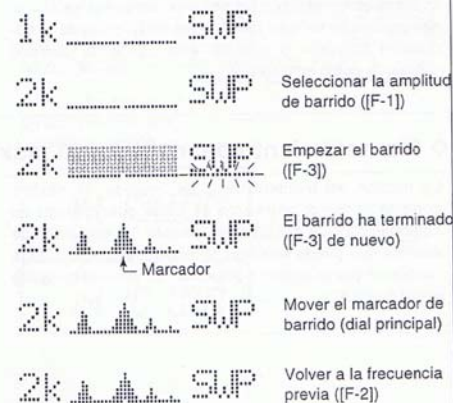 1k SWP
2k SWP
Seleccionar la amplitud
de barrido ([F-1])
2k SWP
Empezar el barrido
([F-3])
2k SWP
El barrido ha terminado
([F-3] de nuevo)
Marcador
2k SWP
Mover el marcador de
barrido (dial principal)
2k SWP
Volver a la frecuencia
previa ([F-2])